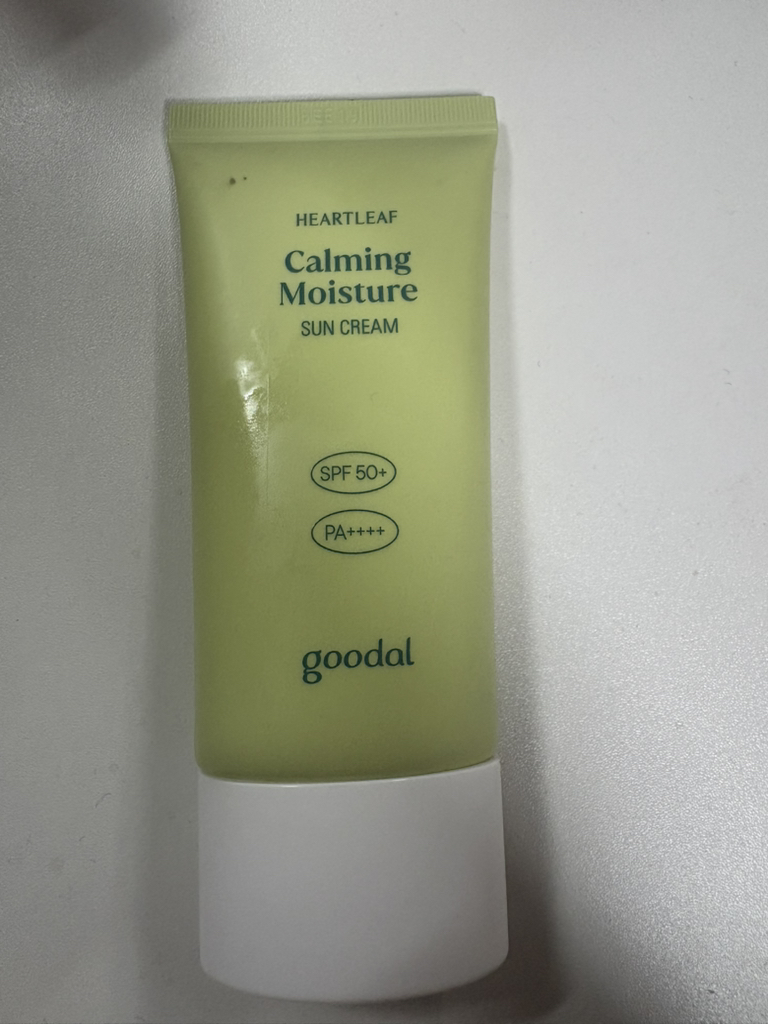 HEARTLEAF
Calming
Moisture
SUN CREAM
SPF 50+
PA++++
goodal